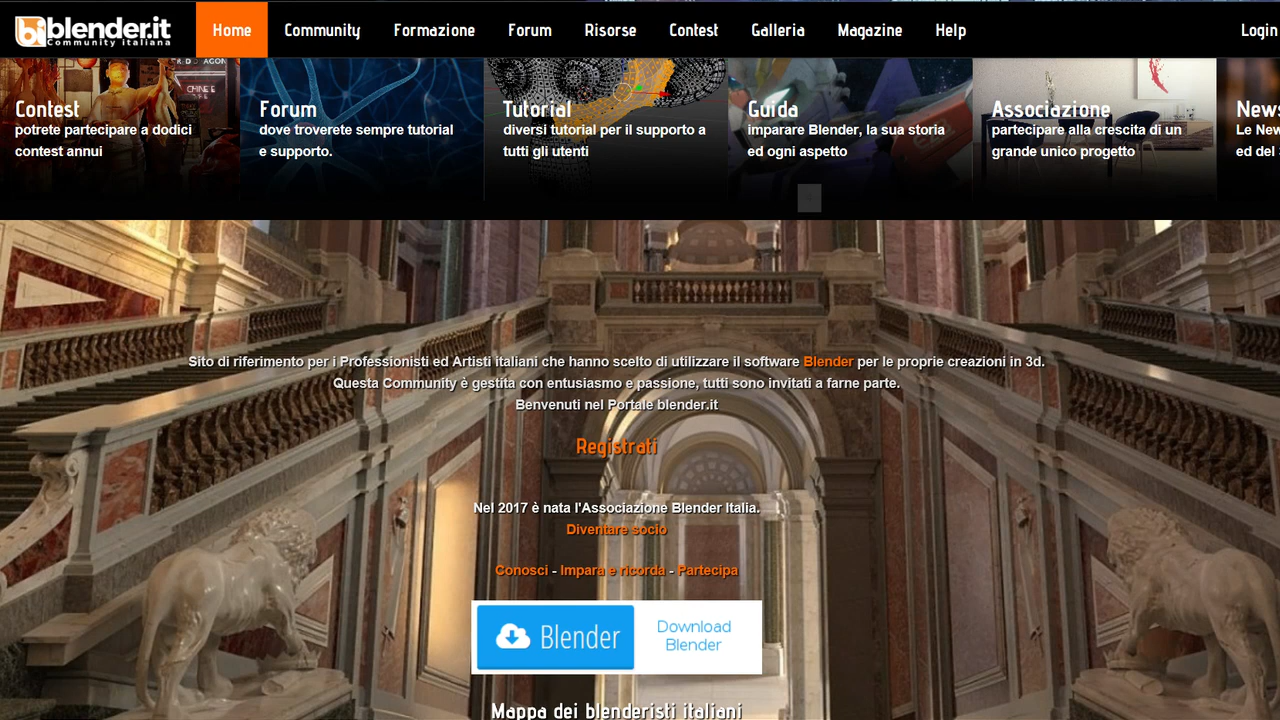 blender.it
Community italiana
Home
Community
Formazione
Forum
Risorse
Contest
Galleria
Magazine
Help
Login
Contest
potrete partecipare a dodici
contest annui
Forum
dove troverete sempre tutorial
e supporto.
Tutorial
diversi tutorial per il supporto a
tutti gli utenti
Guida
imparare Blender, la sua storia
ed ogni aspetto
Associazione
partecipare alla crescita di un
grande unico progetto
News
Le New
ed del
Sito di riferimento per i Professionisti ed Artisti italiani che hanno scelto di utilizzare il software Blender per le proprie creazioni in 3d.
Questa Community è gestita con entusiasmo e passione, tutti sono invitati a farne parte.
Benvenuti nel Portale blender.it
Registrati
Nel 2017 è nata l'Associazione Blender Italia.
Diventare socio
Conosci - Impara e ricorda - Partecipa
Blender
Download
Blender
Mappa dei blenderisti italiani